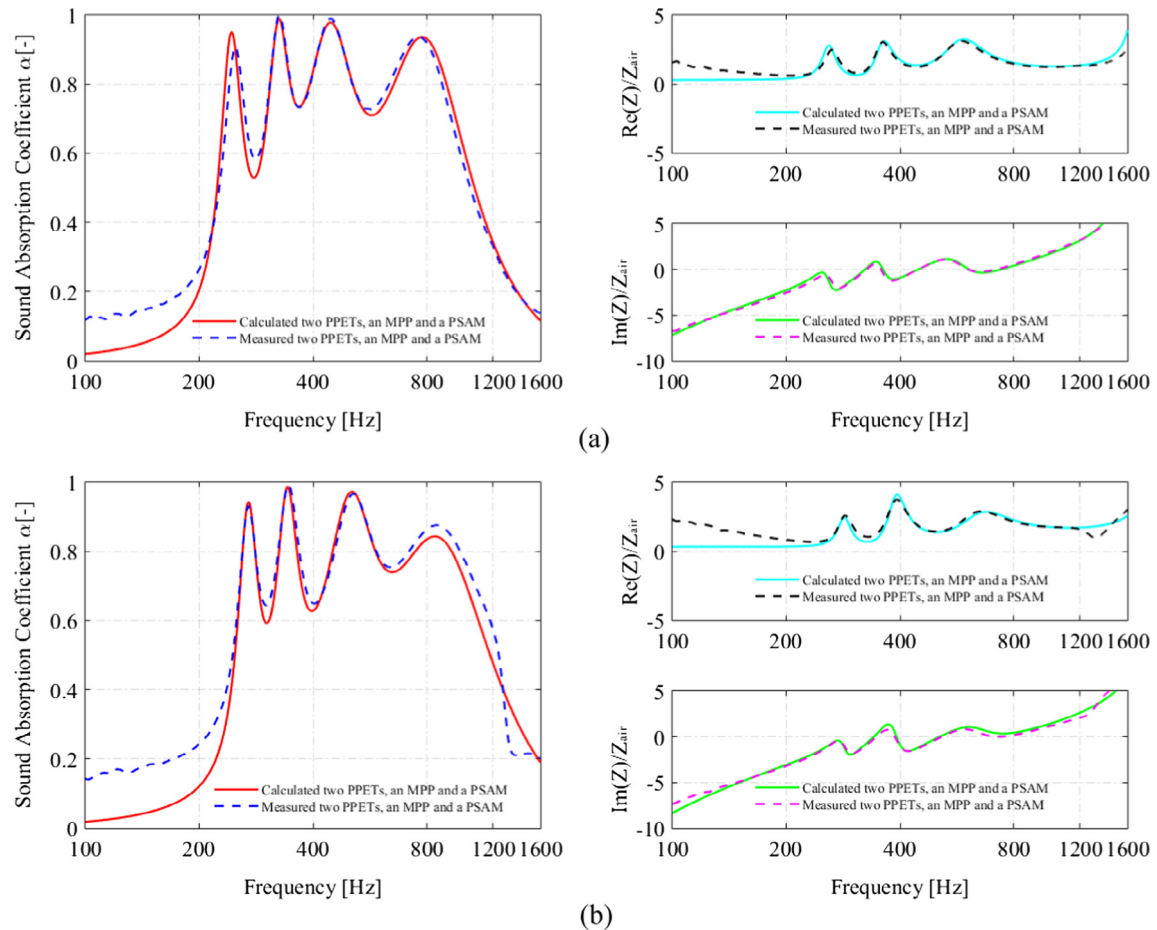 Sound Absorption Coefficient α[-]
1
0.8
0.6
0.4
0.2
0
Calculated two PPETs, an MPP and a PSAM
Measured two PPETs, an MPP and a PSAM
100 200 400 800 1200 1600
Frequency [Hz]
Re(Z)/Zair
5
0
-5
Calculated two PPETs, an MPP and a PSAM
Measured two PPETs, an MPP and a PSAM
100 200 400 800 1200 1600
Im(Z)/Zair
5
0
-5
-10
Calculated two PPETs, an MPP and a PSAM
Measured two PPETs, an MPP and a PSAM
100 200 400 800 1200 1600
Frequency [Hz]
(a)
Sound Absorption Coefficient α[-]
1
0.8
0.6
0.4
0.2
0
Calculated two PPETs, an MPP and a PSAM
Measured two PPETs, an MPP and a PSAM
100 200 400 800 1200 1600
Frequency [Hz]
Re(Z)/Zair
5
0
-5
Calculated two PPETs, an MPP and a PSAM
Measured two PPETs, an MPP and a PSAM
100 200 400 800 1200 1600
Im(Z)/Zair
5
0
-5
-10
Calculated two PPETs, an MPP and a PSAM
Measured two PPETs, an MPP and a PSAM
100 200 400 800 1200 1600
Frequency [Hz]
(b)